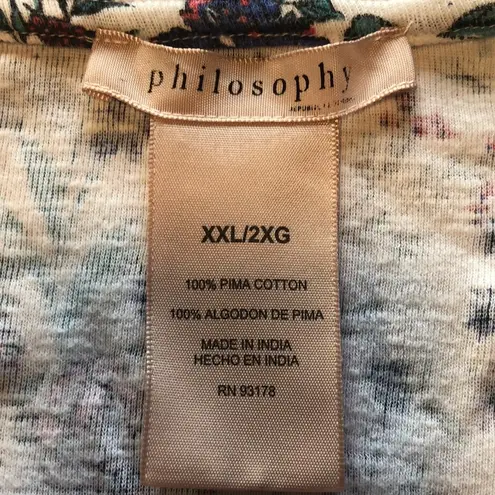 philosophy
XXL/2XG
100% PIMA COTTON
100% ALGODON DE PIMA
MADE IN INDIA
HECHO EN INDIA
RN 93178